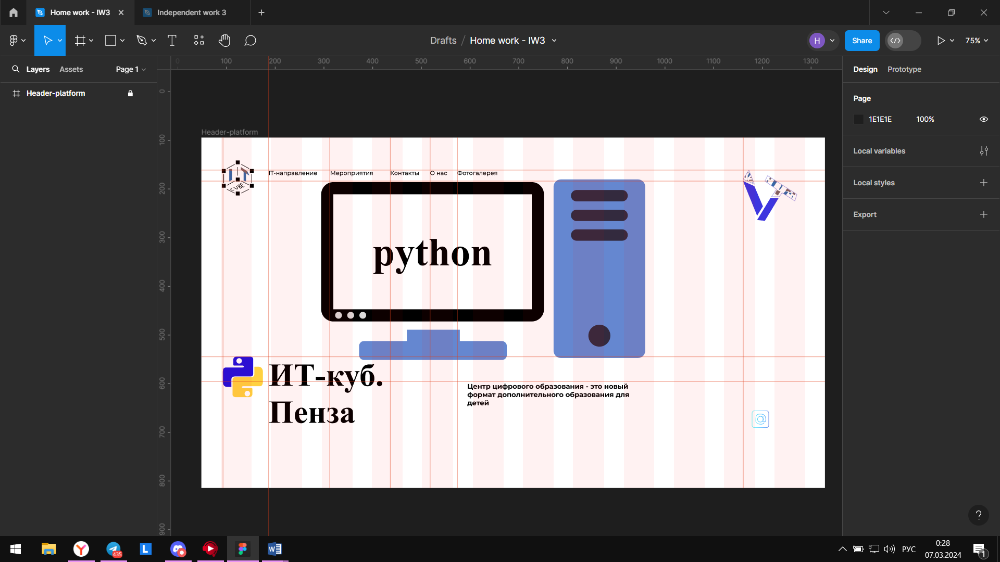 Home work - IW3
Independent work 3
Drafts / Home work - IW3
H
Share
75%
Layers
Assets
Page 1
Header-platform
0 100 200 300 400 500 600 700 800 900 1000 1100 1200 1300
0
100
200
300
400
500
600
700
800
900
Design
Prototype
Page
1E1E1E
100%
Local variables
Local styles
Export
Header-platform
IT
CUBE
IT-направление
Мероприятия
Контакты
О нас
Фотогалерея
python
ИТ-куб.
Пенза
Центр цифрового образования - это новый
формат дополнительного образования для
детей
@
?
435
L
W
РУС
0:28
07.03.2024
1